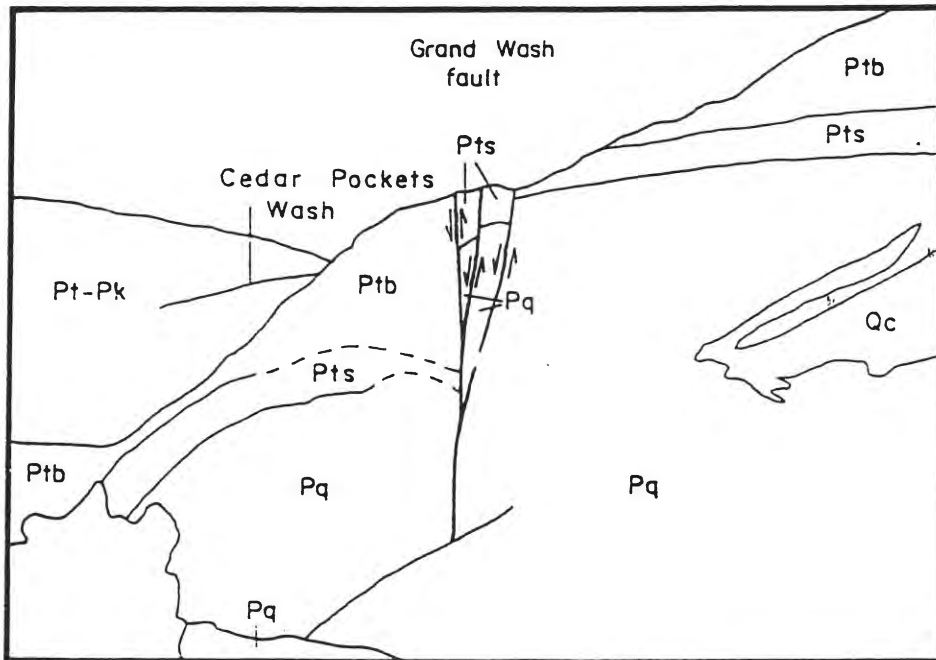 Grand Wash
fault
Ptb
Pts
Pts
Cedar Pockets
Wash
Pt-Pk
Ptb
Pq
Qc
Pts
Ptb
Pq
Pq
Pq